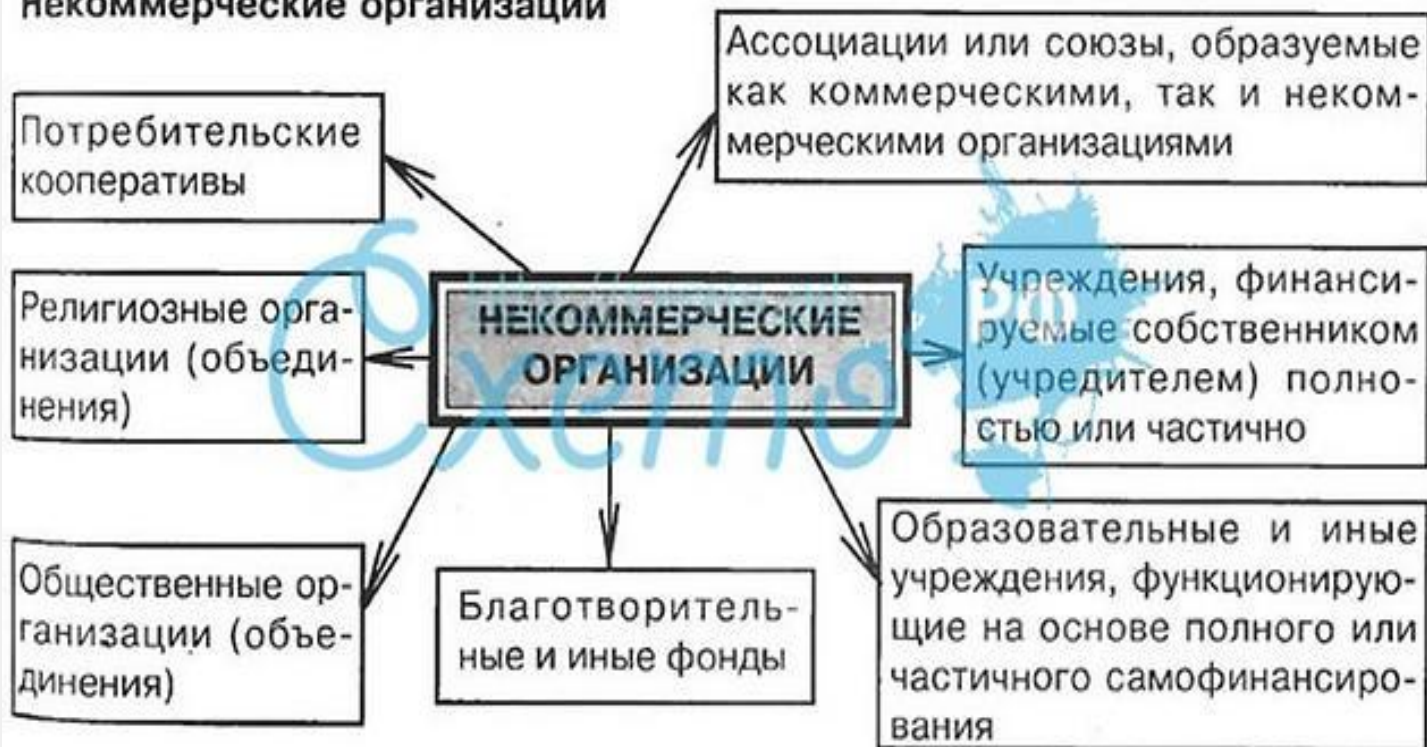 некоммерческие организации
Ассоциации или союзы, образуемые
как коммерческими, так и неком-
мерческими организациями
Потребительские
кооперативы
Учреждения, финанси-
руемые собственником
(учредителем) полно-
стью или частично
Религиозные орга-
низации (объеди-
нения)
НЕКОММЕРЧЕСКИЕ
ОРГАНИЗАЦИИ
Общественные ор-
ганизации (объе-
динения)
Благотворитель-
ные и иные фонды
Образовательные и иные
учреждения, функционирую-
щие на основе полного или
частичного самофинансиро-
вания
Схемо
РФ